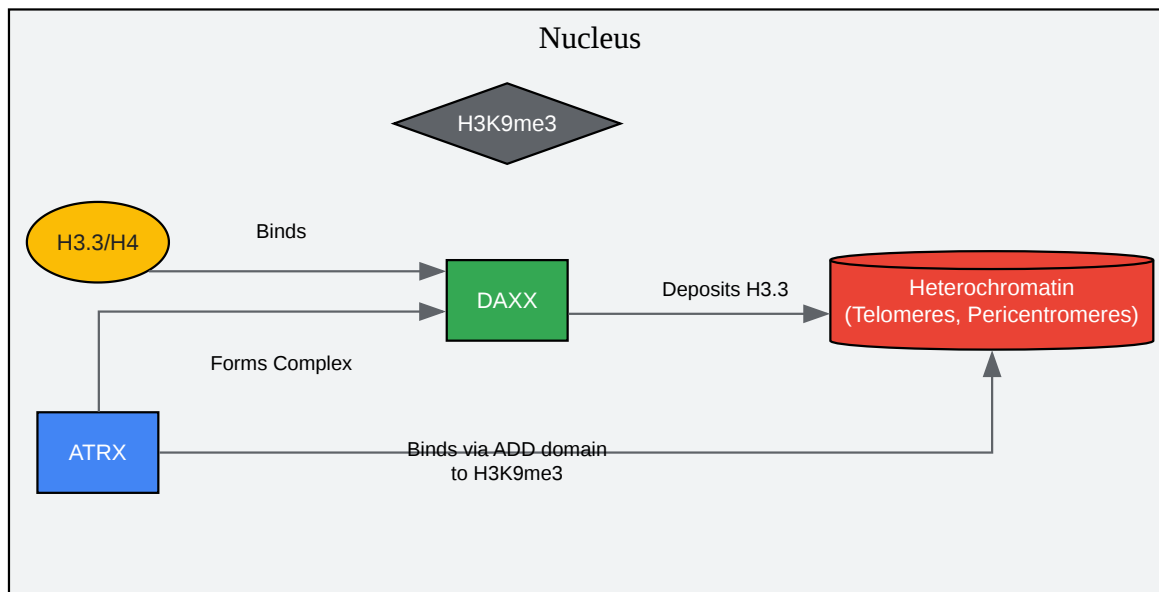 Nucleus
H3K9me3
H3.3/H4
Binds
DAXX
Deposits H3.3
Heterochromatin
(Telomeres, Pericentromeres)
Forms Complex
ATRX
Binds via ADD domain
to H3K9me3